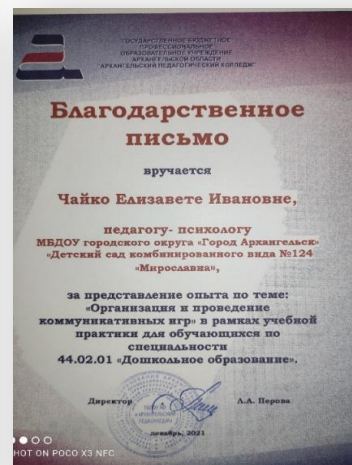 ГОСУДАРСТВЕННОЕ БЮДЖЕТНОЕ
ПРОФЕССИОНАЛЬНОЕ
ОБРАЗОВАТЕЛЬНОЕ УЧРЕЖДЕНИЕ
АРХАНГЕЛЬСКОЙ ОБЛАСТИ
"АРХАНГЕЛЬСКИЙ ПЕДАГОГИЧЕСКИЙ КОЛЛЕДЖ"
Благодарственное
письмо
вручается
Чайко Елизавете Ивановне,
педагогу- психологу
МБДОУ городского округа «Город Архангельск»
«Детский сад комбинированного вида №124
«Мирославна»,
за представление опыта по теме:
«Организация и проведение
коммуникативных игр» в рамках учебной
практики для обучающихся по
специальности
44.02.01 «Дошкольное образование».
Директор
А.А. Перова
декабрь, 2021
HOT ON POCO X3 NFC